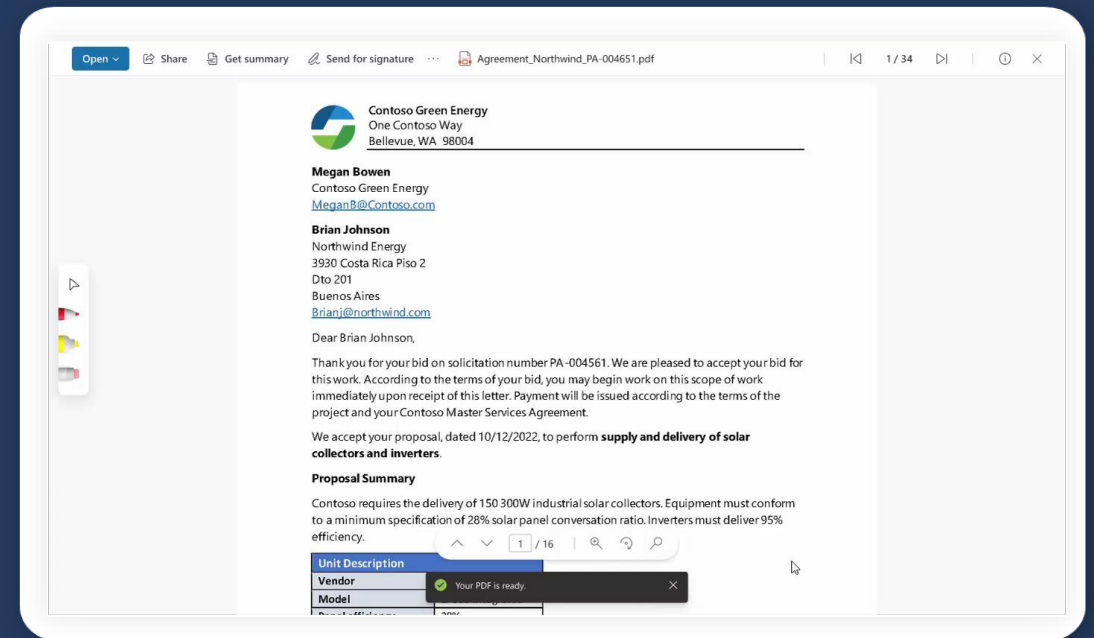 Open
Share
Get summary
Send for signature
...
Agreement_Northwind_PA-004651.pdf
1 / 34
Contoso Green Energy
One Contoso Way
Bellevue, WA 98004
Megan Bowen
Contoso Green Energy
MeganB@Contoso.com
Brian Johnson
Northwind Energy
3930 Costa Rica Piso 2
Dto 201
Buenos Aires
Brianj@northwind.com
Dear Brian Johnson,
Thank you for your bid on solicitation number PA-004561. We are pleased to accept your bid for
this work. According to the terms of your bid, you may begin work on this scope of work
immediately upon receipt of this letter. Payment will be issued according to the terms of the
project and your Contoso Master Services Agreement.
We accept your proposal, dated 10/12/2022, to perform supply and delivery of solar
collectors and inverters.
Proposal Summary
Contoso requires the delivery of 150 300W industrial solar collectors. Equipment must conform
to a minimum specification of 28% solar panel conversation ratio. Inverters must deliver 95%
efficiency.
1 / 16
Unit Description
Vendor
Your PDF is ready.
Model